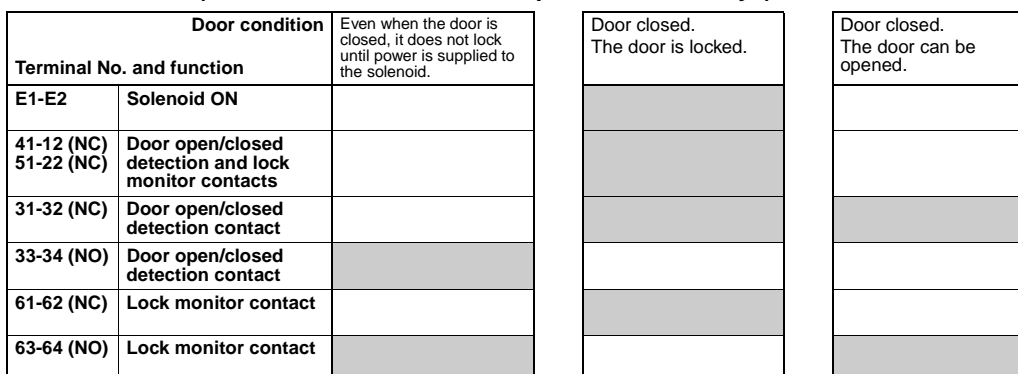 Door condition
Terminal No. and function
Even when the door is
closed, it does not lock
until power is supplied to
the solenoid.
Door closed.
The door is locked.
Door closed.
The door can be
opened.
E1-E2 Solenoid ON
41-12 (NC)
51-22 (NC)
Door open/closed
detection and lock
monitor contacts
31-32 (NC) Door open/closed
detection contact
33-34 (NO) Door open/closed
detection contact
61-62 (NC) Lock monitor contact
63-64 (NO) Lock monitor contact